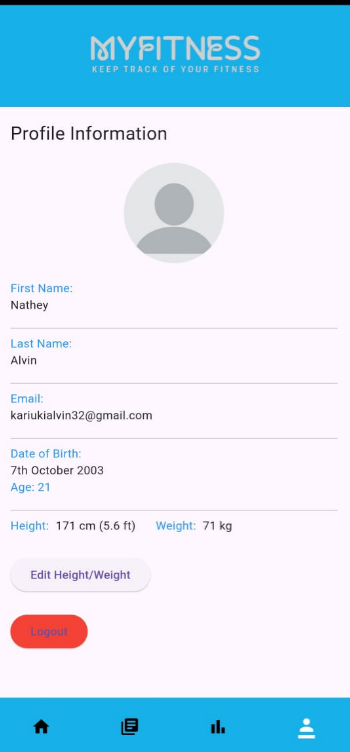 MYFITNESS
KEEP TRACK OF YOUR FITNESS
Profile Information
First Name:
Nathey
Last Name:
Alvin
Email:
kariukialvin32@gmail.com
Date of Birth:
7th October 2003
Age: 21
Height: 171 cm (5.6 ft) Weight: 71 kg
Edit Height/Weight
Logout